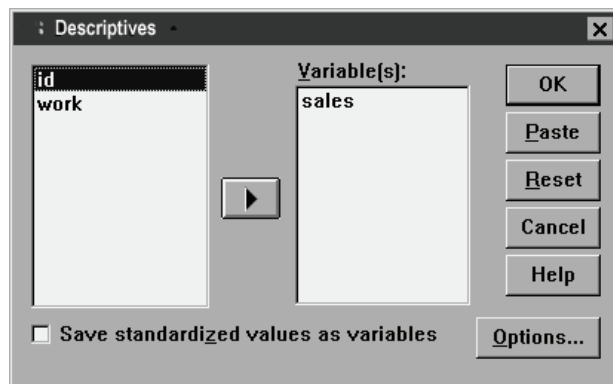 Descriptives
id
work
Variable(s):
sales
OK
Paste
Reset
Cancel
Help
Save standardized values as variables
Options...